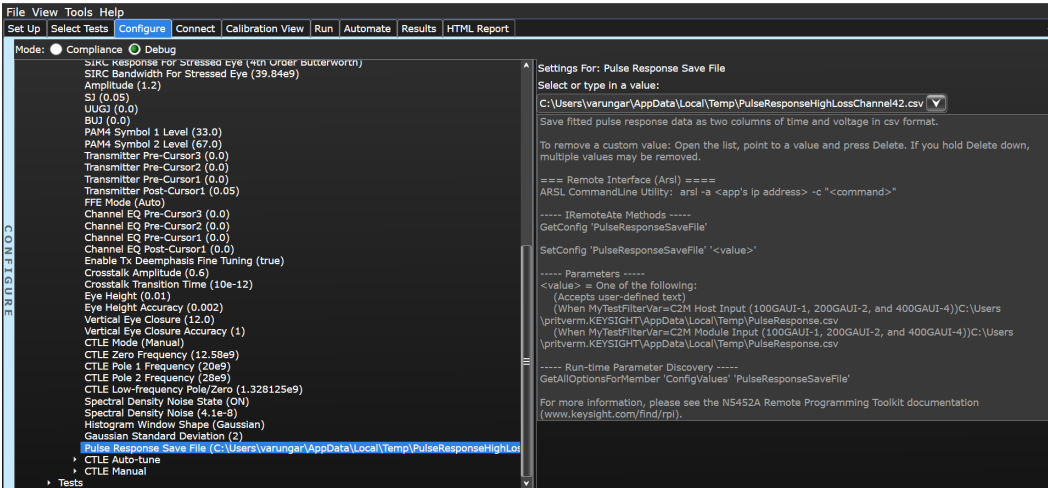 File View Tools Help
Set Up Select Tests Configure Connect Calibration View Run Automate Results HTML Report
Mode: Compliance Debug
SIRC Response For Stressed Eye (4th Order Butterworth)
SIRC Bandwidth For Stressed Eye (39.84e9)
Amplitude (1.2)
SJ (0.05)
UUGJ (0.0)
BUJ (0.0)
PAM4 Symbol 1 Level (33.0)
PAM4 Symbol 2 Level (67.0)
Transmitter Pre-Cursor3 (0.0)
Transmitter Pre-Cursor2 (0.0)
Transmitter Pre-Cursor1 (0.0)
Transmitter Post-Cursor1 (0.05)
FFE Mode (Auto)
Channel EQ Pre-Cursor3 (0.0)
Channel EQ Pre-Cursor2 (0.0)
Channel EQ Pre-Cursor1 (0.0)
Channel EQ Post-Cursor1 (0.0)
Enable Tx Deemphasis Fine Tuning (true)
Crosstalk Amplitude (0.6)
Crosstalk Transition Time (10e-12)
Eye Height (0.01)
Eye Height Accuracy (0.002)
Vertical Eye Closure (12.0)
Vertical Eye Closure Accuracy (1)
CTLE Mode (Manual)
CTLE Zero Frequency (12.58e9)
CTLE Pole 1 Frequency (20e9)
CTLE Pole 2 Frequency (28e9)
CTLE Low-frequency Pole/Zero (1.328125e9)
Spectral Density Noise State (ON)
Spectral Density Noise (4.1e-8)
Histogram Window Shape (Gaussian)
Gaussian Standard Deviation (2)
Pulse Response Save File (C:\Users\varungar\AppData\Local\Temp\PulseResponseHighLos
CTLE Auto-tune
CTLE Manual
Tests
CONFIGURE
Settings For: Pulse Response Save File
Select or type in a value:
C:\Users\varungar\AppData\Local\Temp\PulseResponseHighLossChannel42.csv
Save fitted pulse response data as two columns of time and voltage in csv format.
To remove a custom value: Open the list, point to a value and press Delete. If you hold Delete down,
multiple values may be removed.
=== Remote Interface (Arsl) ====
ARSL CommandLine Utility: arsl -a <app's ip address> -c "<command>"
----- IRemoteAte Methods -----
GetConfig 'PulseResponseSaveFile'
SetConfig 'PulseResponseSaveFile' '<value>'
----- Parameters -----
<value> = One of the following:
(Accepts user-defined text)
(When MyTestFilterVar=C2M Host Input (100GAUI-1, 200GAUI-2, and 400GAUI-4))C:\Users
\pritverm.KEYSIGHT\AppData\Local\Temp\PulseResponse.csv
(When MyTestFilterVar=C2M Module Input (100GAUI-1, 200GAUI-2, and 400GAUI-4))C:\Users
\pritverm.KEYSIGHT\AppData\Local\Temp\PulseResponse.csv
----- Run-time Parameter Discovery -----
GetAllOptionsForMember 'ConfigValues' 'PulseResponseSaveFile'
For more information, please see the N5452A Remote Programming Toolkit documentation
(www.keysight.com/find/rpi).